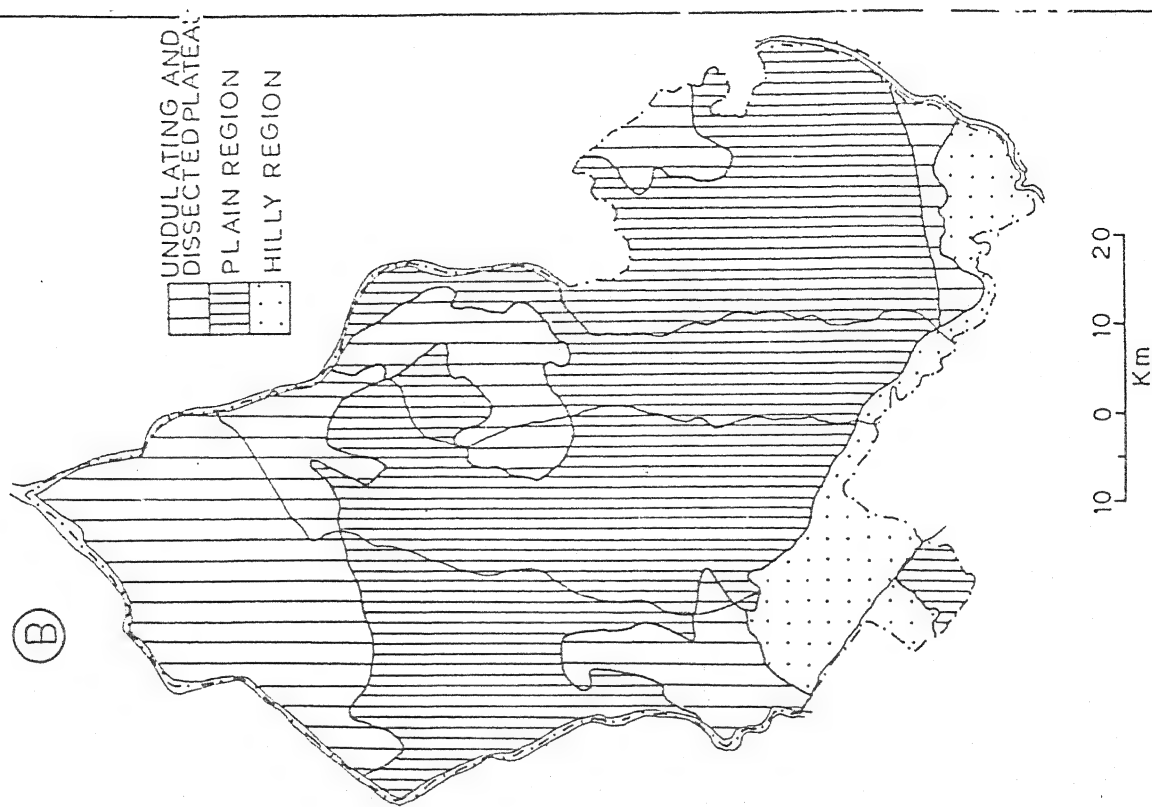 B
UNDULATING AND
DISSECTED PLATEAU
PLAIN REGION
HILLY REGION
10 0 10 20
Km